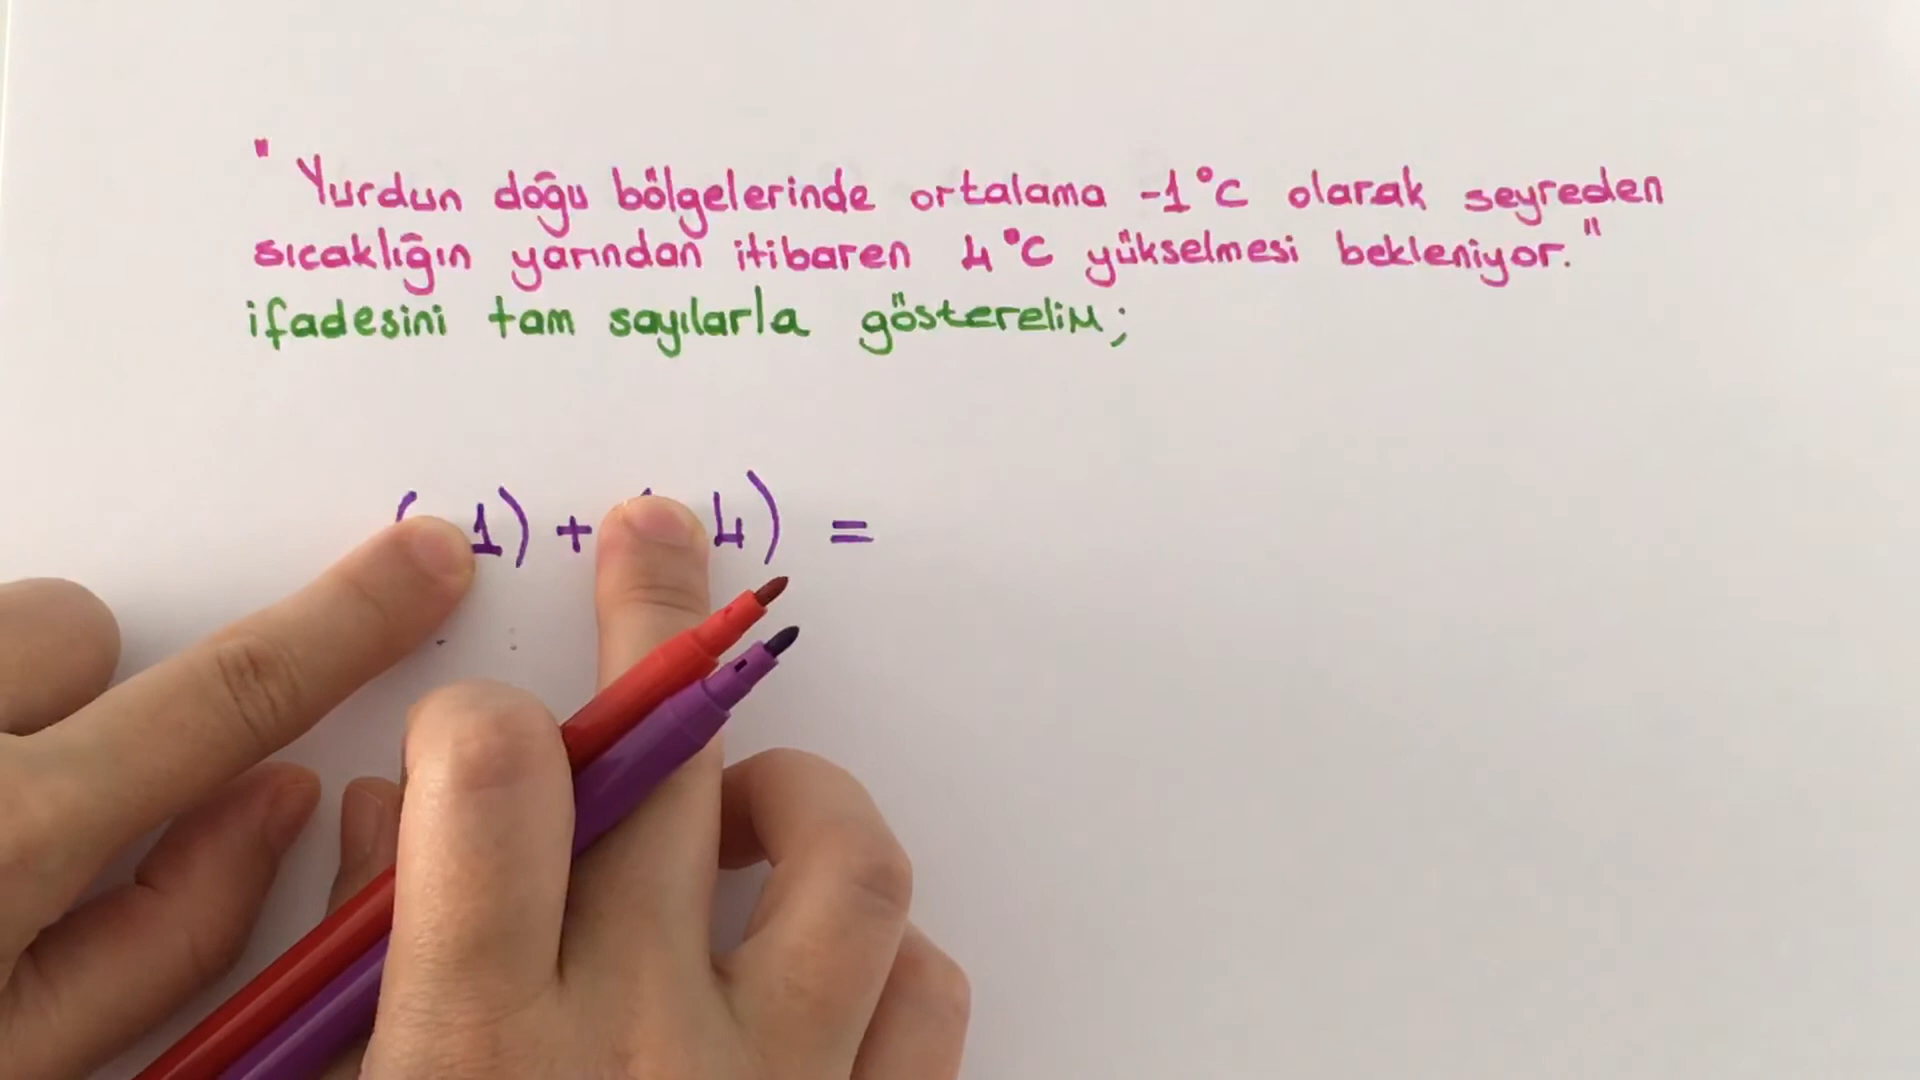 "Yurdun doğu bölgelerinde ortalama -1°C olarak seyreden
sıcaklığın yarından itibaren 4°C yükselmesi bekleniyor."
ifadesini tam sayılarla gösterelim;
( 1) + ( 4) =